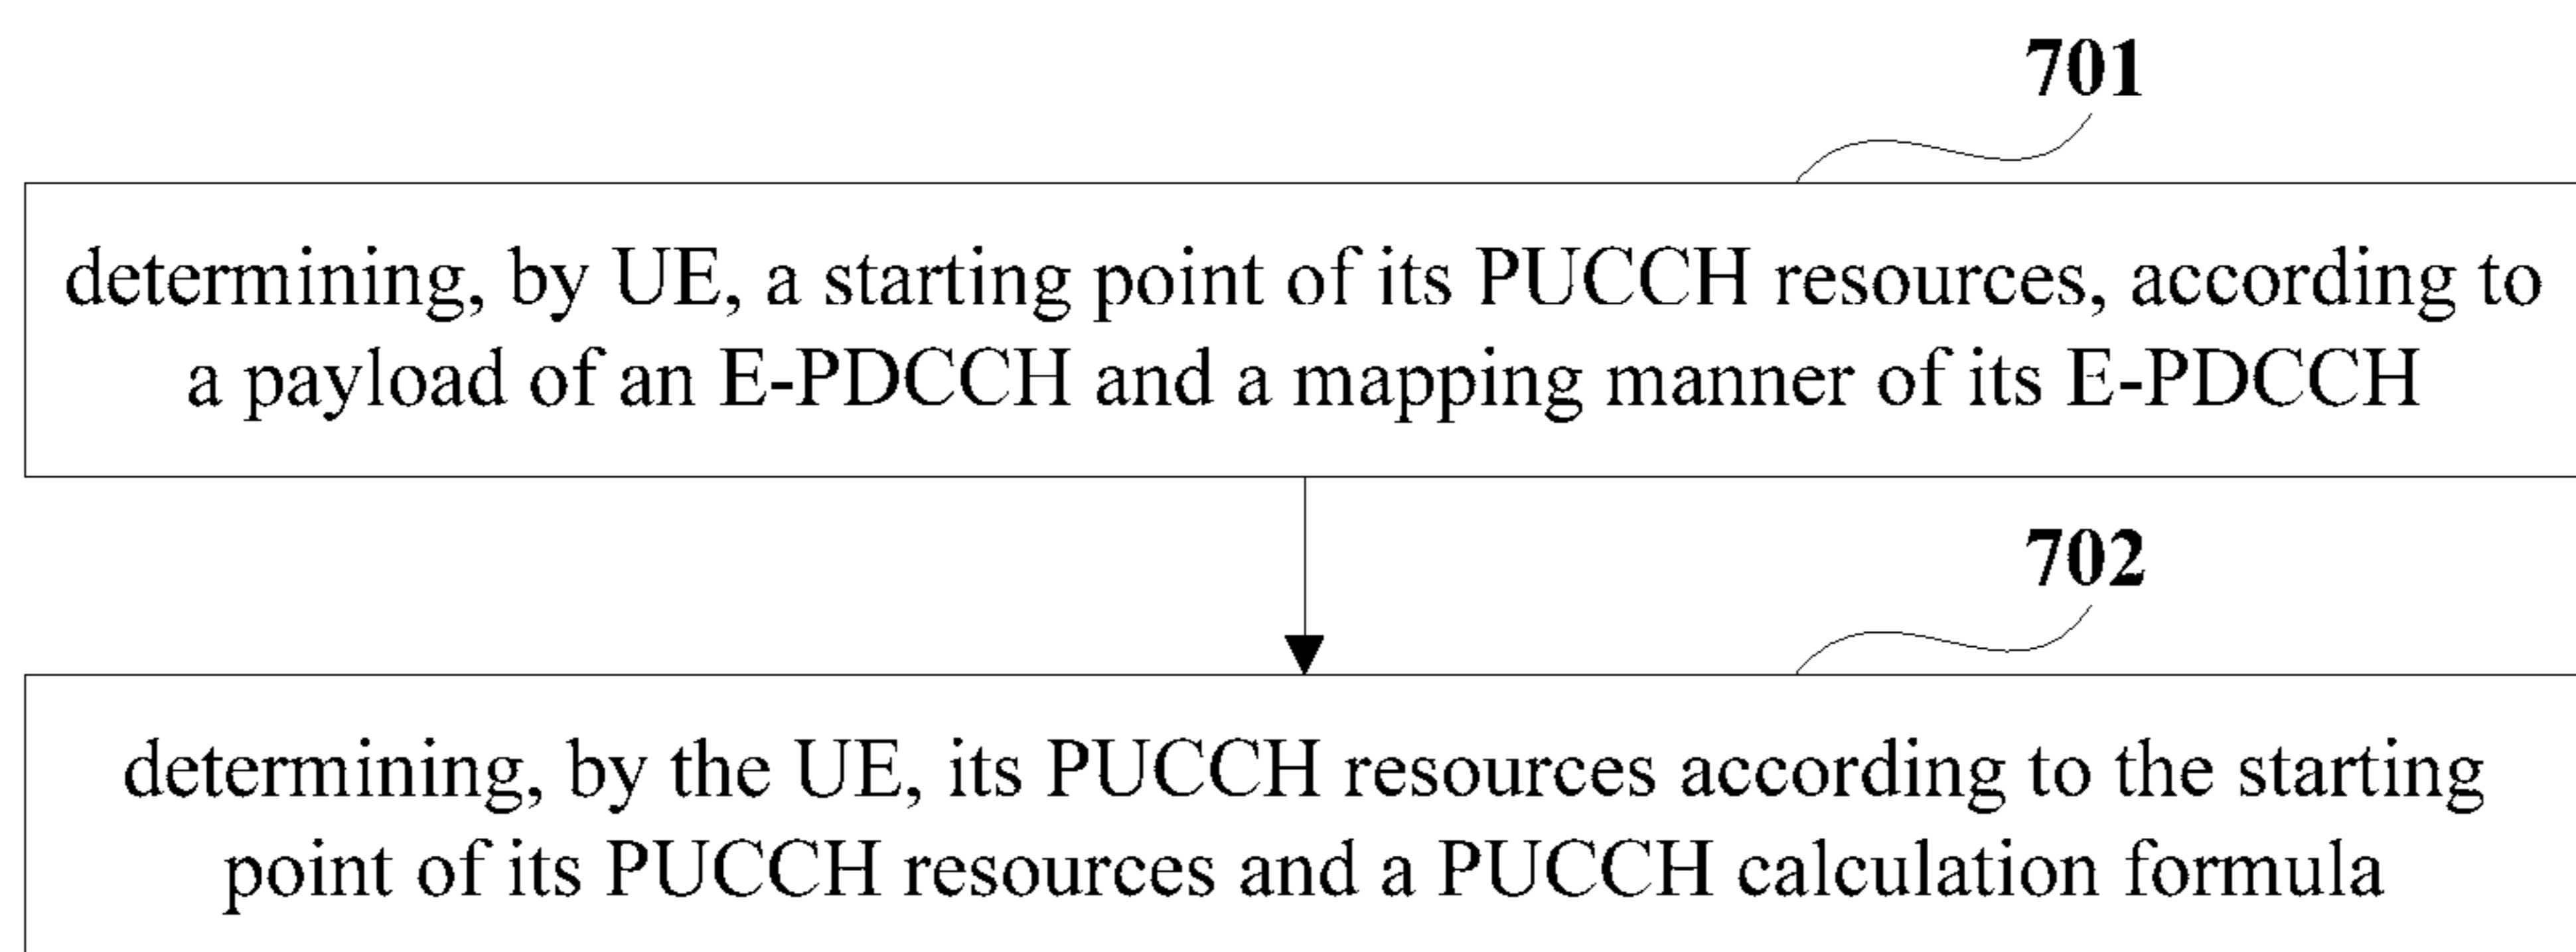 701
determining, by UE, a starting point of its PUCCH resources, according to
a payload of an E-PDCCH and a mapping manner of its E-PDCCH
702
determining, by the UE, its PUCCH resources according to the starting
point of its PUCCH resources and a PUCCH calculation formula